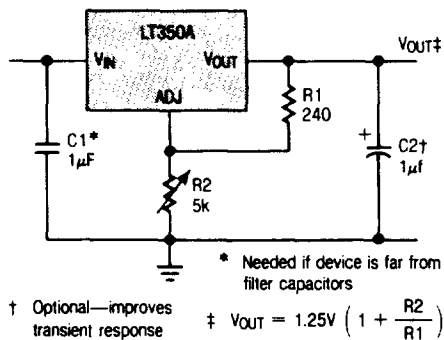 LT350A
VIN
VOUT
ADJ
VOUT‡
R1
240
C1*
1µF
+
C2†
1µf
R2
5k
* Needed if device is far from
filter capacitors
† Optional—improves
transient response
‡ VOUT = 1.25V ( 1 + R2/R1 )